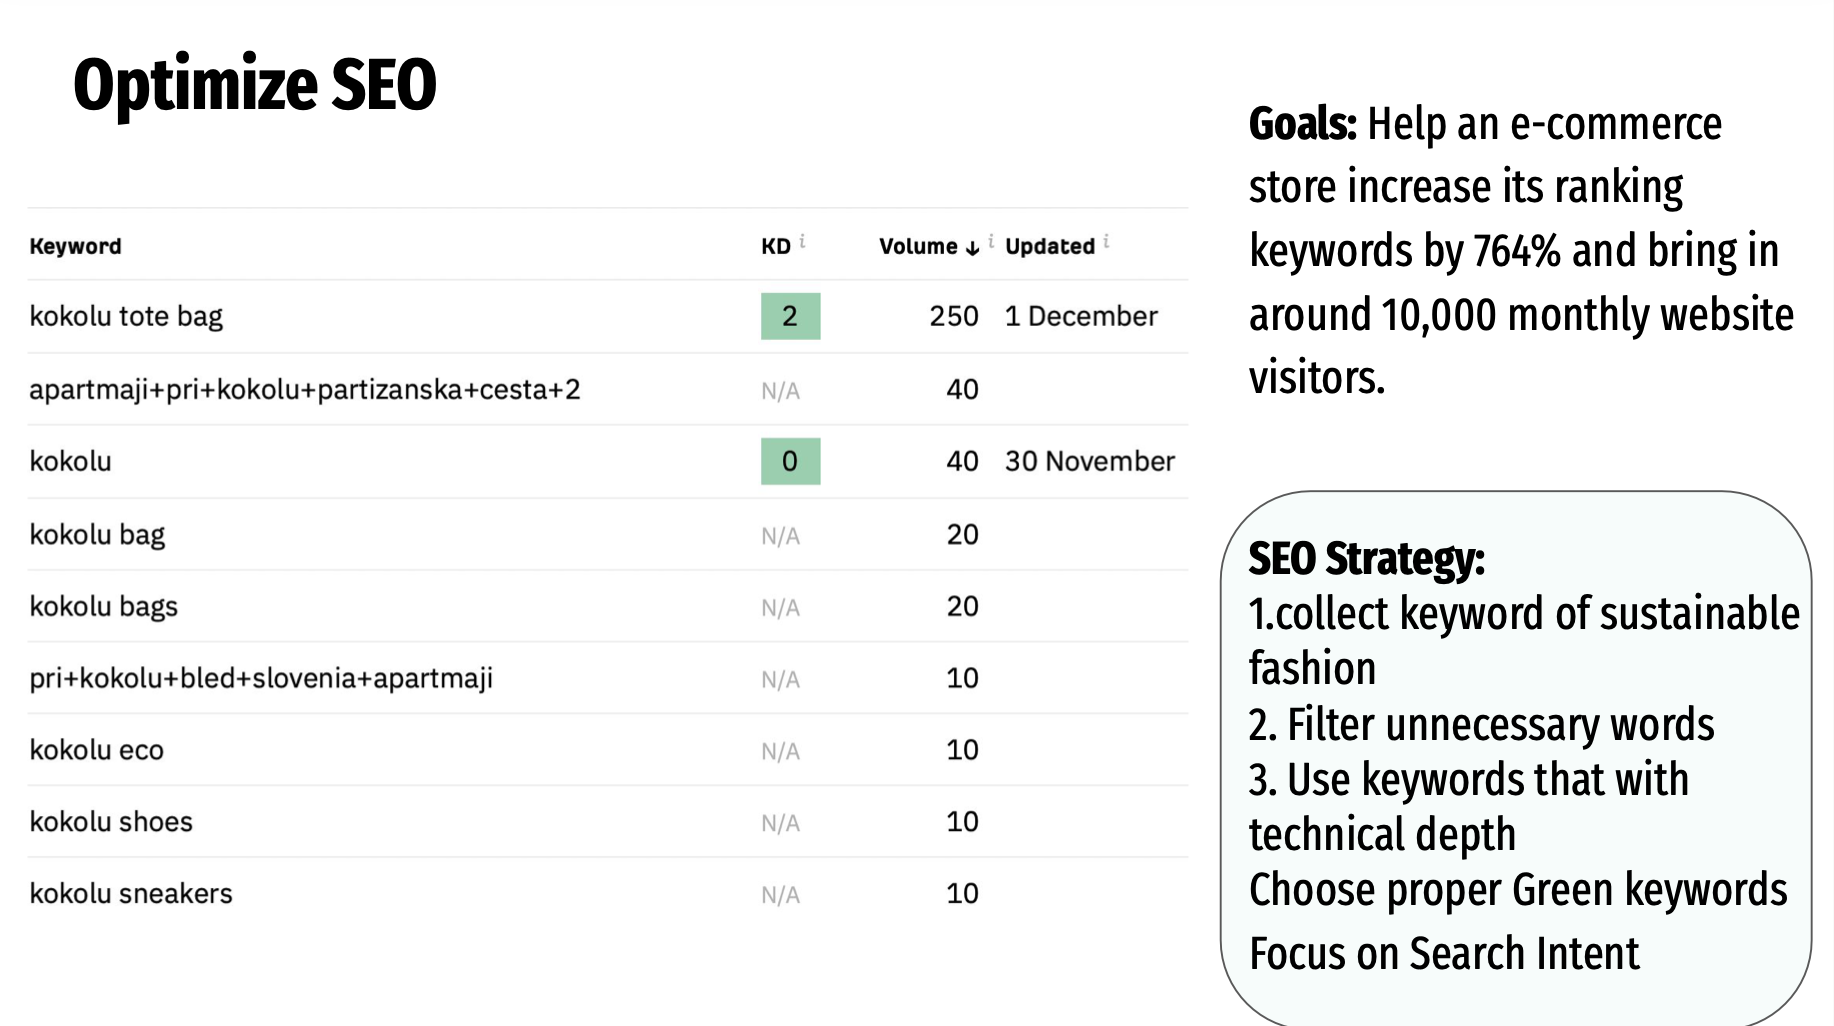 Optimize SEO
Keyword KD i Volume ↓ i Updated i
kokolu tote bag 2 250 1 December
apartmaji+pri+kokolu+partizanska+cesta+2 N/A 40
kokolu 0 40 30 November
kokolu bag N/A 20
kokolu bags N/A 20
pri+kokolu+bled+slovenia+apartmaji N/A 10
kokolu eco N/A 10
kokolu shoes N/A 10
kokolu sneakers N/A 10
Goals: Help an e-commerce
store increase its ranking
keywords by 764% and bring in
around 10,000 monthly website
visitors.
SEO Strategy:
1.collect keyword of sustainable
fashion
2. Filter unnecessary words
3. Use keywords that with
technical depth
Choose proper Green keywords
Focus on Search Intent